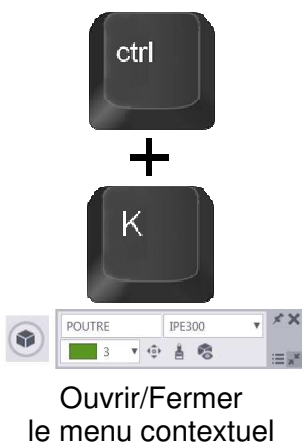 ctrl
+
K
POUTRE IPE300
3
Ouvrir/Fermer
le menu contextuel